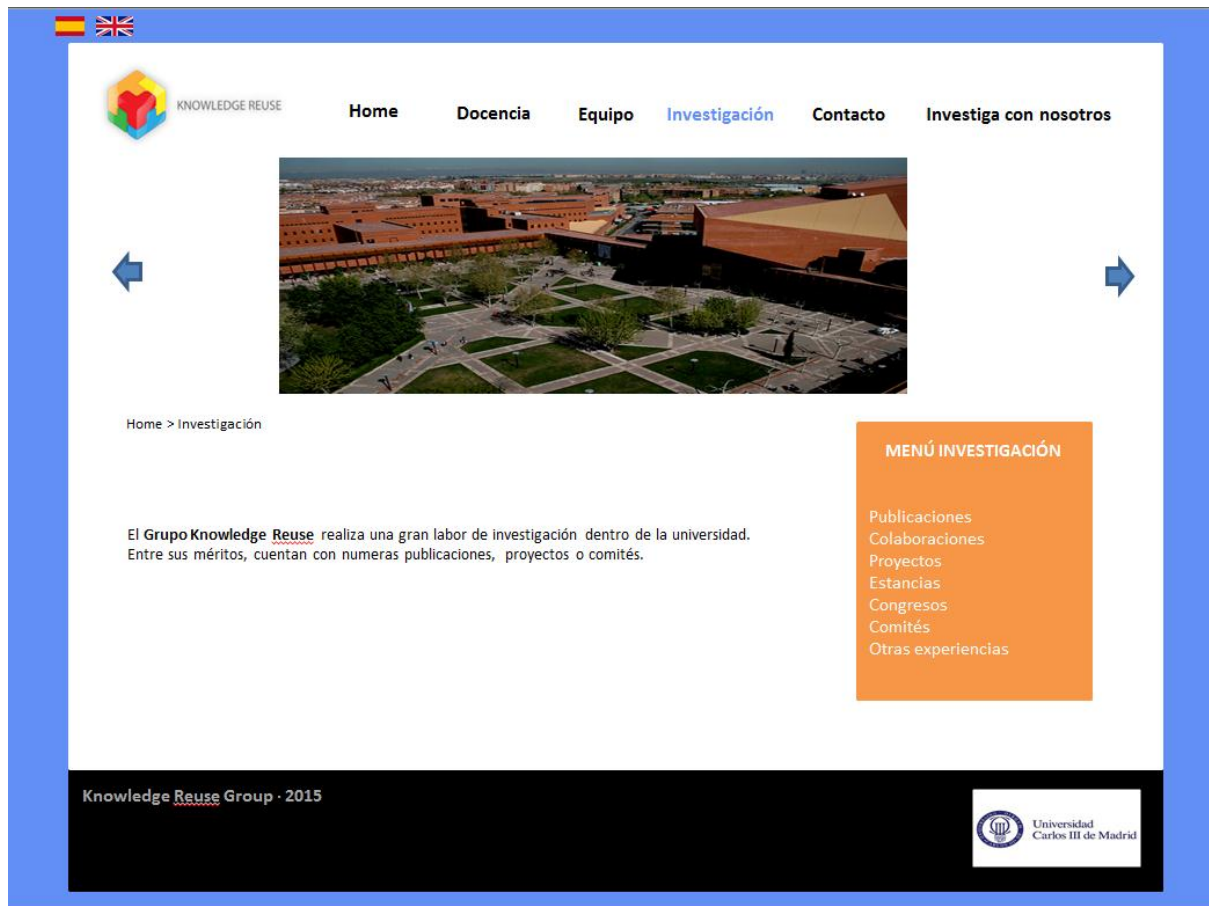 KNOWLEDGE REUSE
Home Docencia Equipo Investigación Contacto Investiga con nosotros
Home > Investigación
El Grupo Knowledge Reuse realiza una gran labor de investigación dentro de la universidad.
Entre sus méritos, cuentan con numeras publicaciones, proyectos o comités.
MENÚ INVESTIGACIÓN
Publicaciones
Colaboraciones
Proyectos
Estancias
Congresos
Comités
Otras experiencias
Knowledge Reuse Group · 2015
Universidad
Carlos III de Madrid